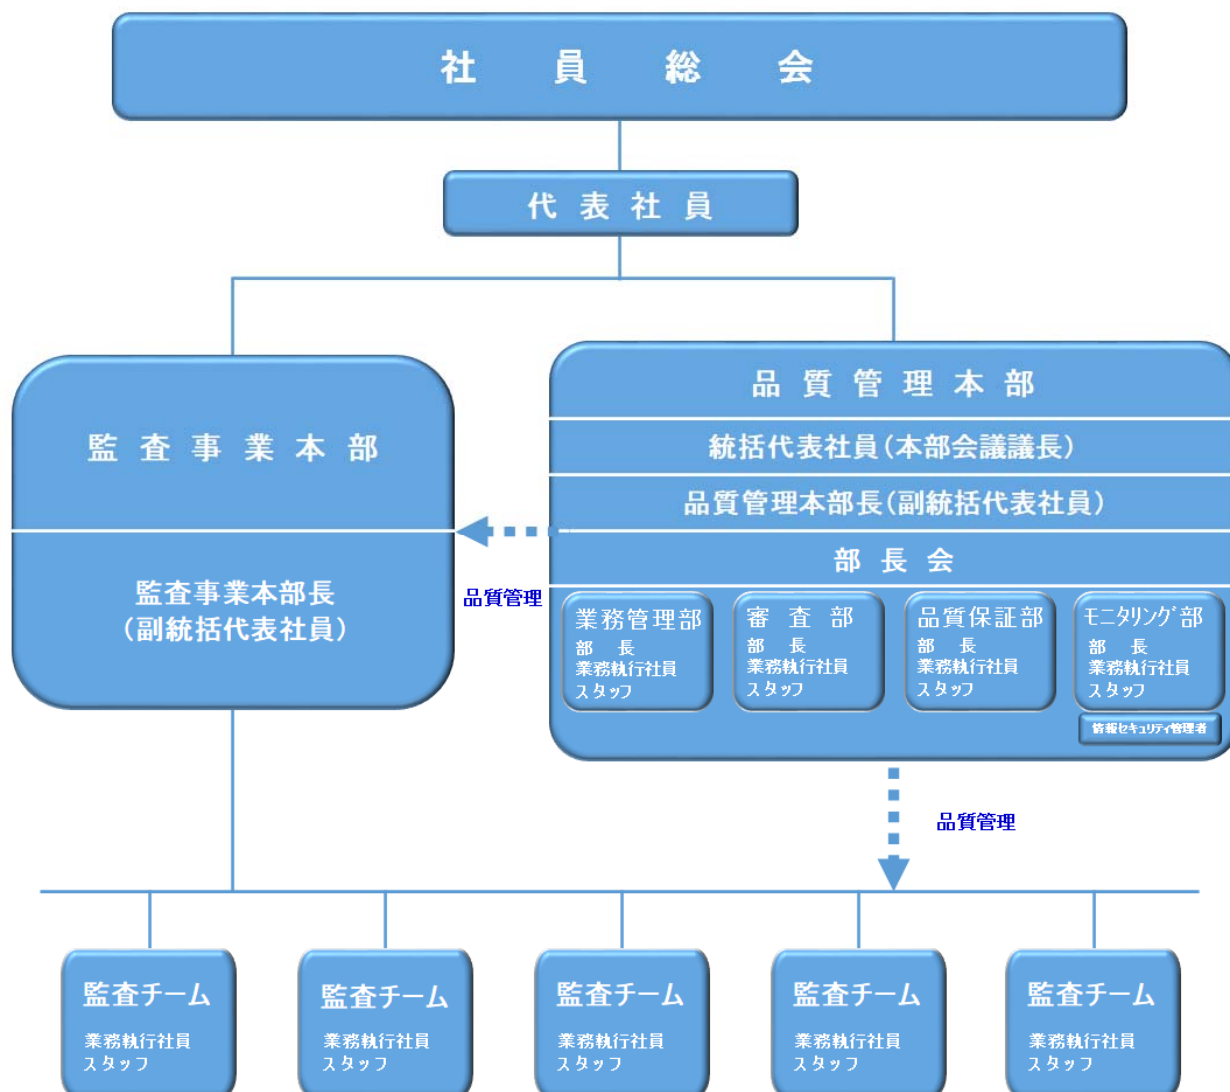 社員総会
代表社員
監査事業本部
監査事業本部長
(副統括代表社員)
品質管理本部
統括代表社員(本部会議議長)
品質管理本部長(副統括代表社員)
部長会
業務管理部
部長
業務執行社員
スタッフ
審査部
部長
業務執行社員
スタッフ
品質保証部
部長
業務執行社員
スタッフ
モニタリング部
部長
業務執行社員
スタッフ
情報セキュリティ管理者
品質管理
品質管理
監査チーム
業務執行社員
スタッフ
監査チーム
業務執行社員
スタッフ
監査チーム
業務執行社員
スタッフ
監査チーム
業務執行社員
スタッフ
監査チーム
業務執行社員
スタッフ